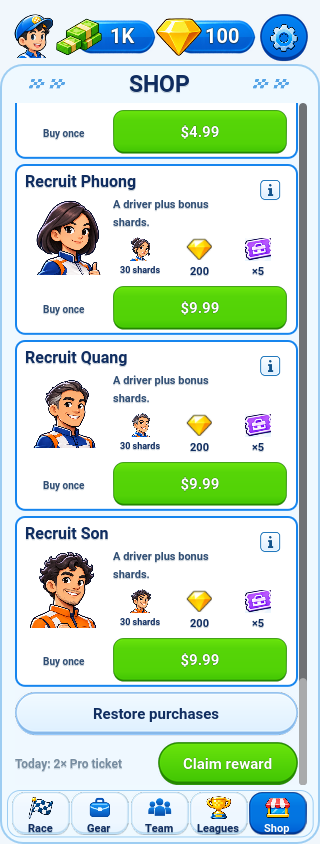 1K
100
SHOP
Buy once
$4.99
Recruit Phuong
A driver plus bonus
shards.
30 shards
200
×5
Buy once
$9.99
Recruit Quang
A driver plus bonus
shards.
30 shards
200
×5
Buy once
$9.99
Recruit Son
A driver plus bonus
shards.
30 shards
200
×5
Buy once
$9.99
Restore purchases
Today: 2× Pro ticket
Claim reward
Race
Gear
Team
Leagues
Shop